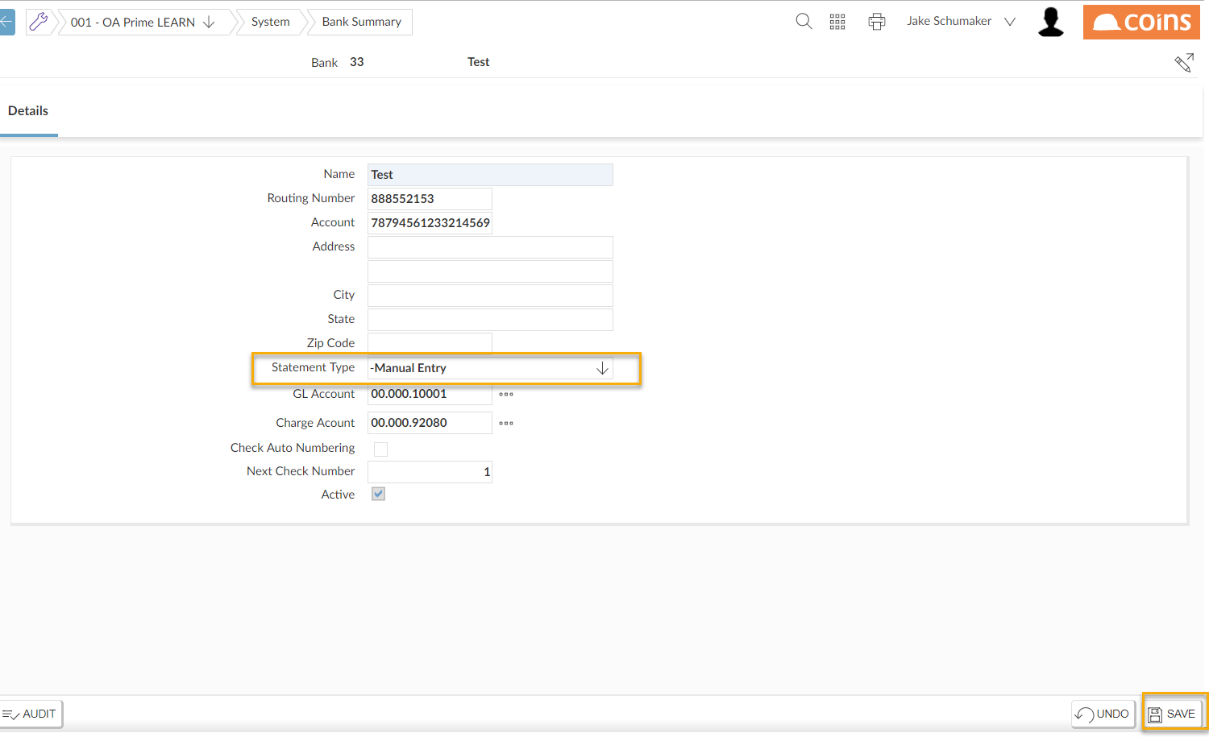 001 - OA Prime LEARN System Bank Summary Jake Schumaker coins
Bank 33 Test
Details
Name Test
Routing Number 888552153
Account 78794561233214569
Address
City
State
Zip Code
Statement Type -Manual Entry
GL Account 00.000.10001
Charge Acount 00.000.92080
Check Auto Numbering
Next Check Number 1
Active
AUDIT UNDO SAVE